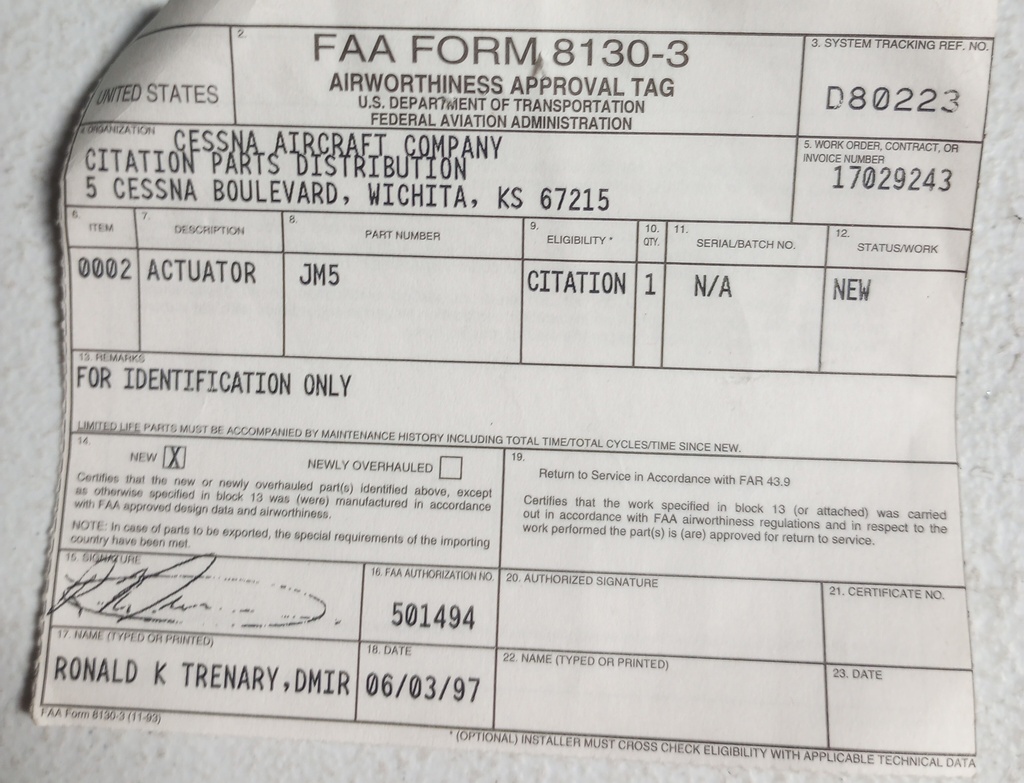 2.
FAA FORM 8130-3
AIRWORTHINESS APPROVAL TAG
U.S. DEPARTMENT OF TRANSPORTATION
FEDERAL AVIATION ADMINISTRATION
UNITED STATES
3. SYSTEM TRACKING REF. NO.
D80223
4. ORGANIZATION
CESSNA AIRCRAFT COMPANY
CITATION PARTS DISTRIBUTION
5 CESSNA BOULEVARD, WICHITA, KS 67215
5. WORK ORDER, CONTRACT, OR
INVOICE NUMBER
17029243
6. ITEM
7. DESCRIPTION
8. PART NUMBER
9. ELIGIBILITY *
10. QTY.
11. SERIAL/BATCH NO.
12. STATUS/WORK
0002 ACTUATOR JM5 CITATION 1 N/A NEW
13. REMARKS
FOR IDENTIFICATION ONLY
LIMITED LIFE PARTS MUST BE ACCOMPANIED BY MAINTENANCE HISTORY INCLUDING TOTAL TIME/TOTAL CYCLES/TIME SINCE NEW.
14.
NEW X NEWLY OVERHAULED
Certifies that the new or newly overhauled part(s) identified above, except
as otherwise specified in block 13 was (were) manufactured in accordance
with FAA approved design data and airworthiness.
NOTE: In case of parts to be exported, the special requirements of the importing
country have been met.
19.
Return to Service in Accordance with FAR 43.9
Certifies that the work specified in block 13 (or attached) was carried
out in accordance with FAA airworthiness regulations and in respect to the
work performed the part(s) is (are) approved for return to service.
15. SIGNATURE
16. FAA AUTHORIZATION NO.
501494
20. AUTHORIZED SIGNATURE
21. CERTIFICATE NO.
17. NAME (TYPED OR PRINTED)
RONALD K TRENARY,DMIR
18. DATE
06/03/97
22. NAME (TYPED OR PRINTED)
23. DATE
FAA Form 8130-3 (11-93)
* (OPTIONAL) INSTALLER MUST CROSS CHECK ELIGIBILITY WITH APPLICABLE TECHNICAL DATA